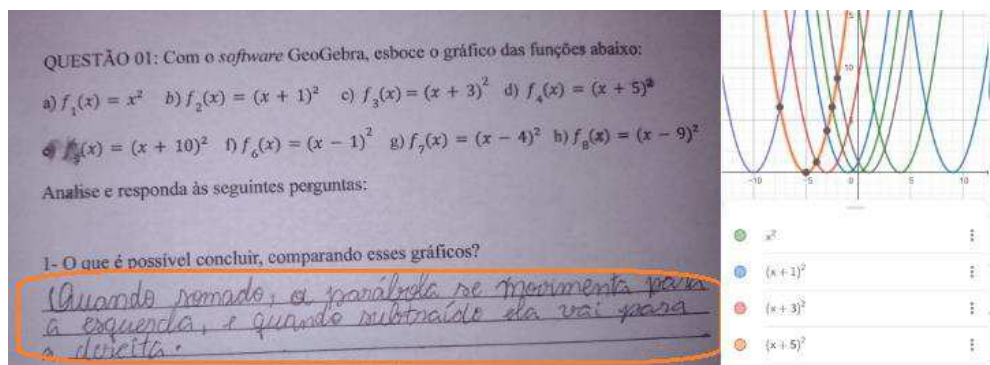 QUESTÃO 01: Com o software GeoGebra, esboce o gráfico das funções abaixo:
a) f₁(x) = x² b) f₂(x) = (x + 1)² c) f₃(x) = (x + 3)² d) f₄(x) = (x + 5)²
f₅(x) = (x + 10)² f) f₆(x) = (x − 1)² g) f₇(x) = (x − 4)² h) f₈(x) = (x − 9)²
Analise e responda às seguintes perguntas:
1- O que é possível concluir, comparando esses gráficos?
Quando somado, a parábola se movimenta para
a esquerda, e quando subtraído ela vai para
a direita.
10
-10 -5 0 5 10
x²
(x + 1)²
(x + 3)²
(x + 5)²